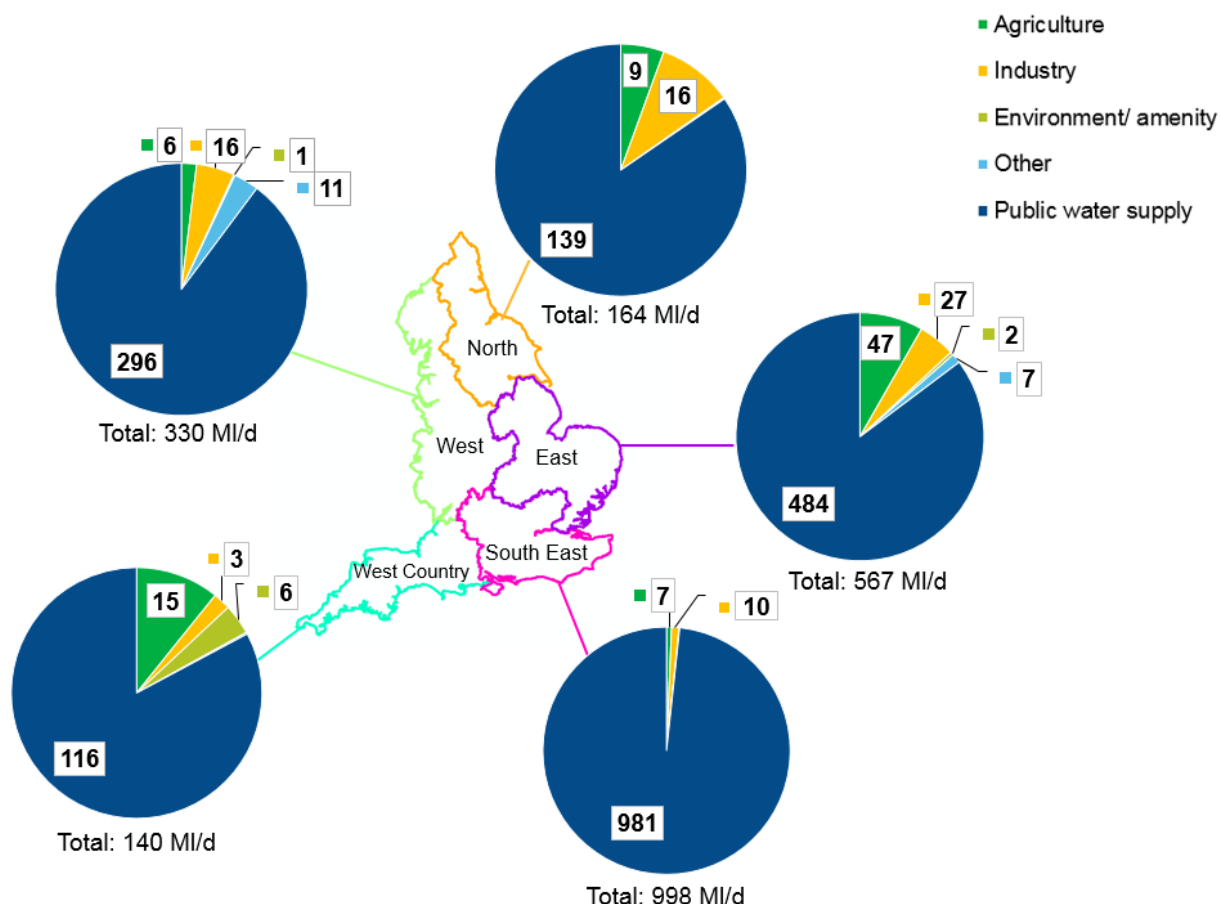 Agriculture
Industry
Environment/ amenity
Other
Public water supply
9
16
139
Total: 164 Ml/d
6
16
1
11
296
Total: 330 Ml/d
North
West
East
South East
West Country
47
27
2
7
484
Total: 567 Ml/d
15
3
6
116
Total: 140 Ml/d
7
10
981
Total: 998 Ml/d